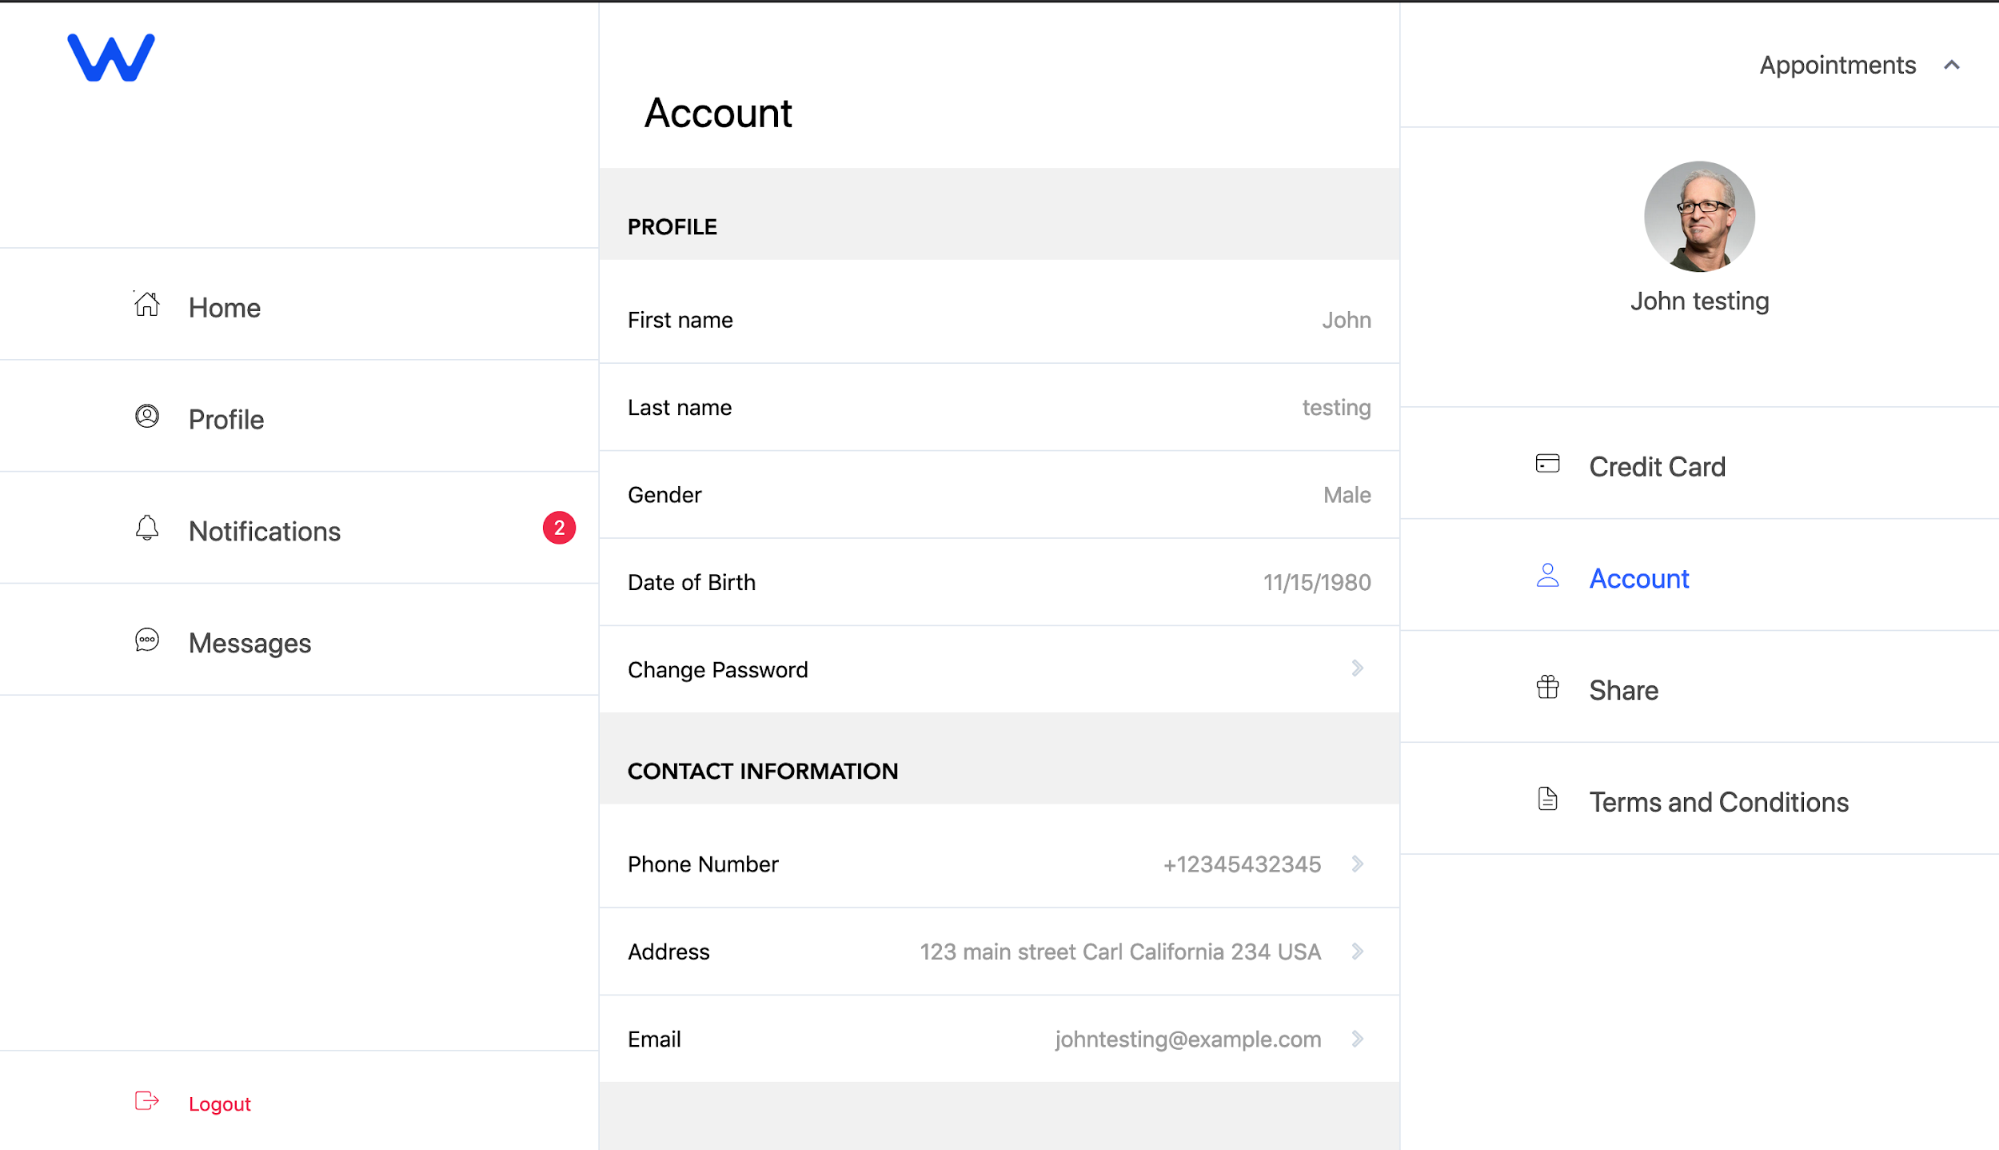 W
Home
Profile
Notifications 2
Messages
Logout
Account
PROFILE
First name John
Last name testing
Gender Male
Date of Birth 11/15/1980
Change Password
CONTACT INFORMATION
Phone Number +12345432345
Address 123 main street Carl California 234 USA
Email johntesting@example.com
Appointments
John testing
Credit Card
Account
Share
Terms and Conditions